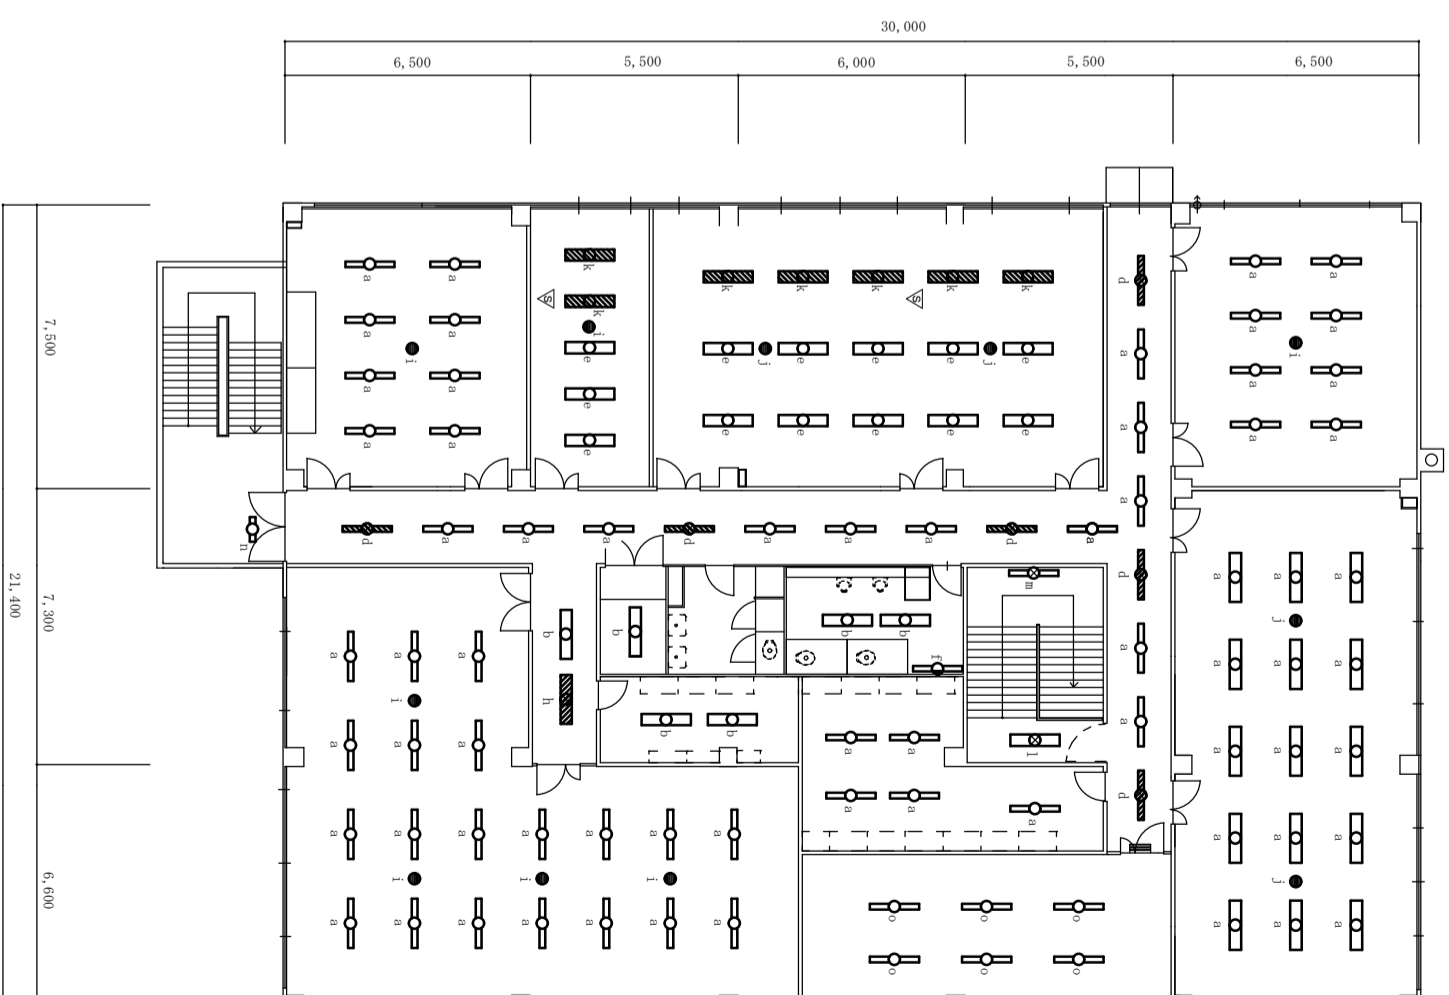 30,000
6,500 5,500 6,000 5,500 6,500
7,500
21,400
7,300
6,600
k
a a k k k k k d a a
S S
k
a a i a a a
i j j i
a a e e e e e e a a a
a a e a a a
e e e e e e
a
n d a a a d a a a d a d a a a
m
j
b b b b
f
a a a i a a a a
h
b b
a a a a a a a a
l
a a a d
a a a a a a a a a a
i i i j
o o o
a a a a a a a a a a
o o o